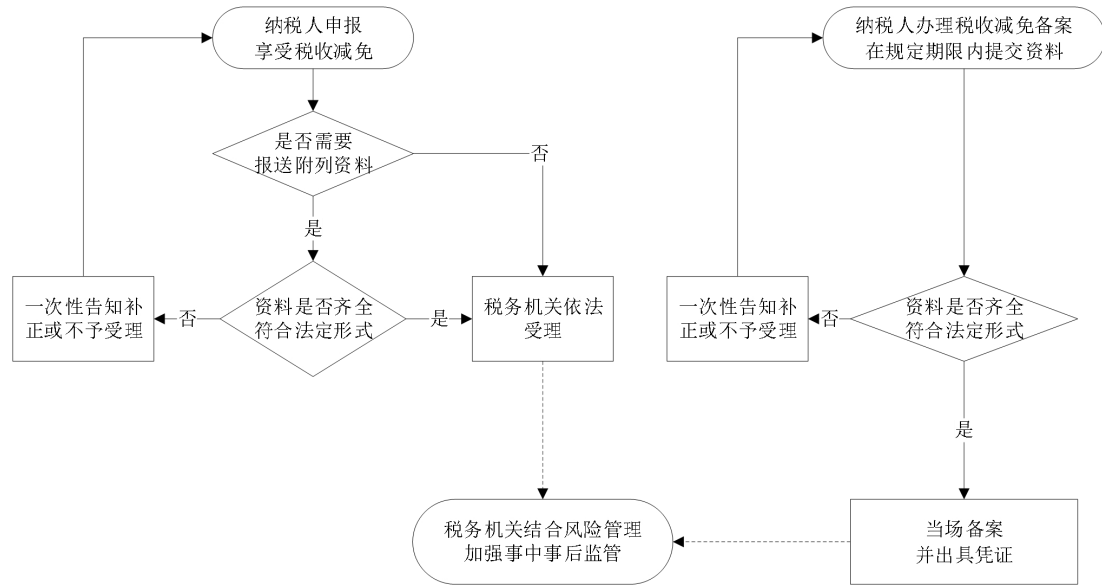 纳税人申报
享受税收减免
是否需要
报送附列资料
否
是
一次性告知补
正或不予受理
否
资料是否齐全
符合法定形式
是
税务机关依法
受理
税务机关结合风险管理
加强事中事后监管
纳税人办理税收减免备案
在规定期限内提交资料
一次性告知补
正或不予受理
否
资料是否齐全
符合法定形式
是
当场备案
并出具凭证